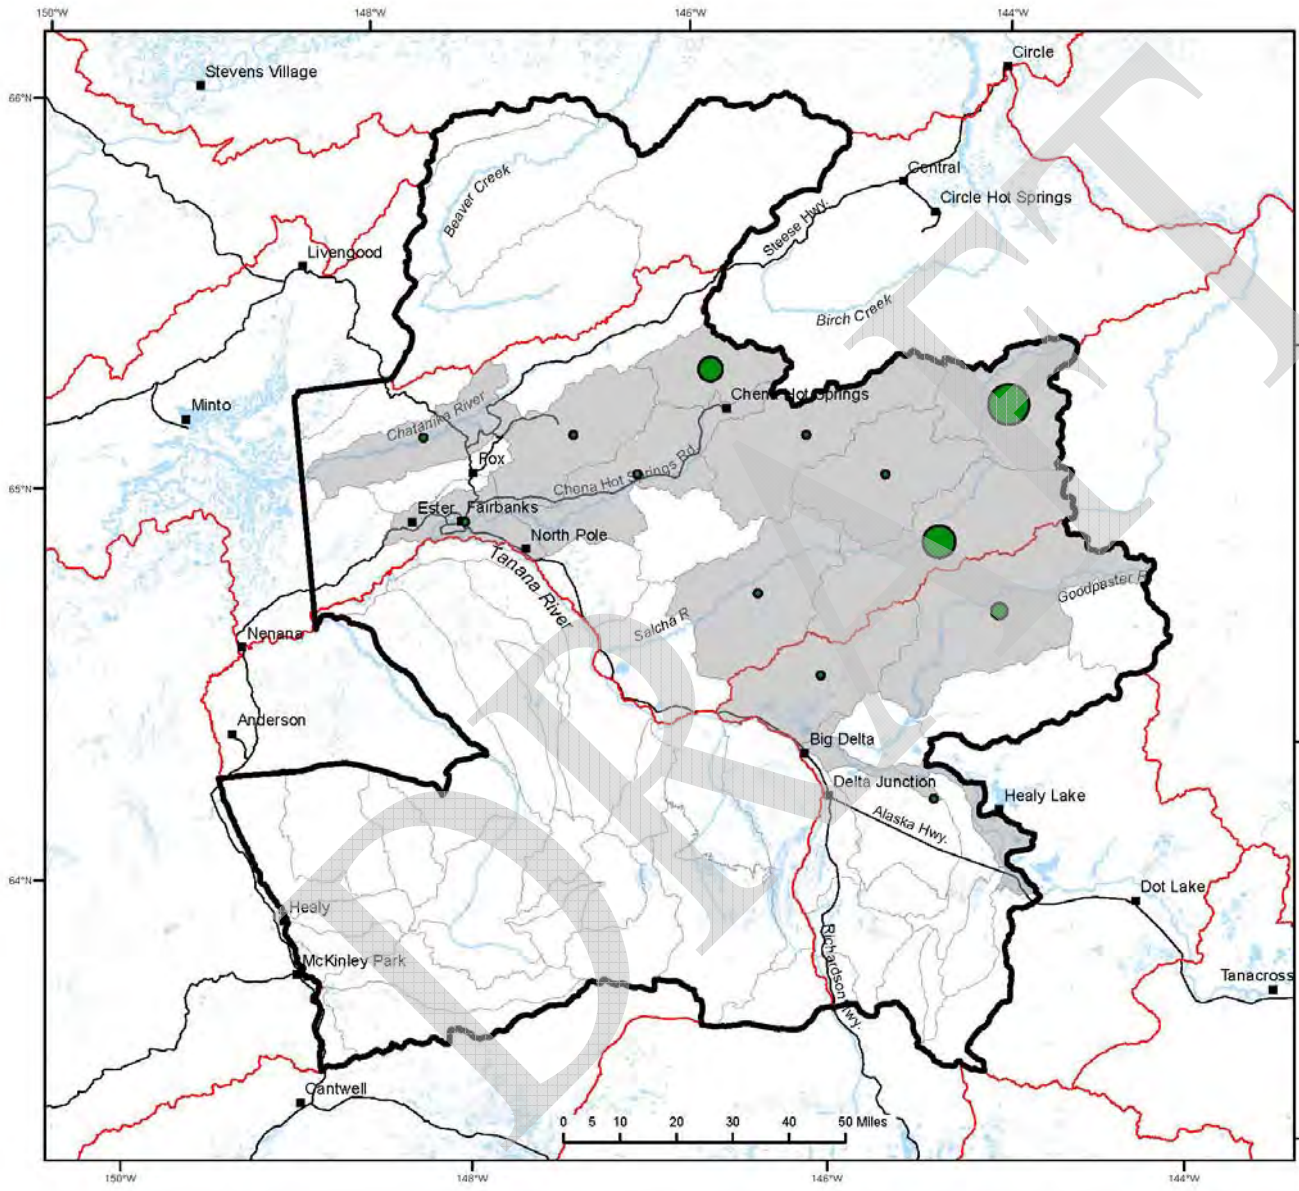 150°W 148°W 146°W 144°W
Circle
Stevens Village
66°N
Central
Beaver Creek
Circle Hot Springs
Steese Hwy.
Livengood
Birch Creek
Chena Hot Springs
Minto
Chatanika River
Fox
Chena Hot Springs Rd.
65°N
Ester Fairbanks
North Pole
Tanana River
Goodpaster R
Salcha R
Nenana
Anderson
Big Delta
Delta Junction
Healy Lake
Alaska Hwy.
64°N
Dot Lake
Healy
McKinley Park
Richardson Hwy.
Tanacross
Cantwell
0 5 10 20 30 40 50 Miles
150°W 148°W 146°W 144°W
DRAFT